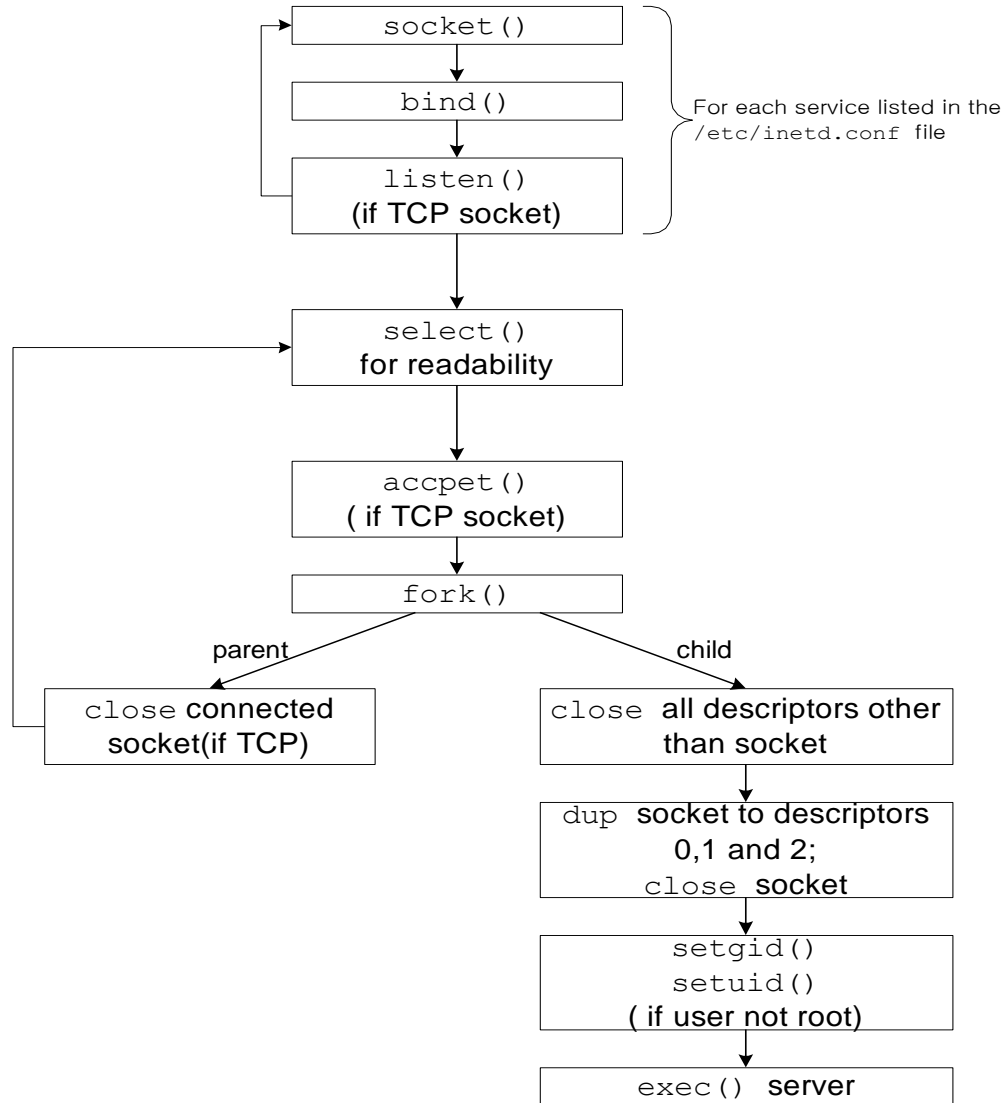 socket()
bind()
For each service listed in the
/etc/inetd.conf file
listen()
(if TCP socket)
select()
for readability
accpet()
( if TCP socket)
fork()
parent
child
close connected
socket(if TCP)
close all descriptors other
than socket
dup socket to descriptors
0,1 and 2;
close socket
setgid()
setuid()
( if user not root)
exec() server